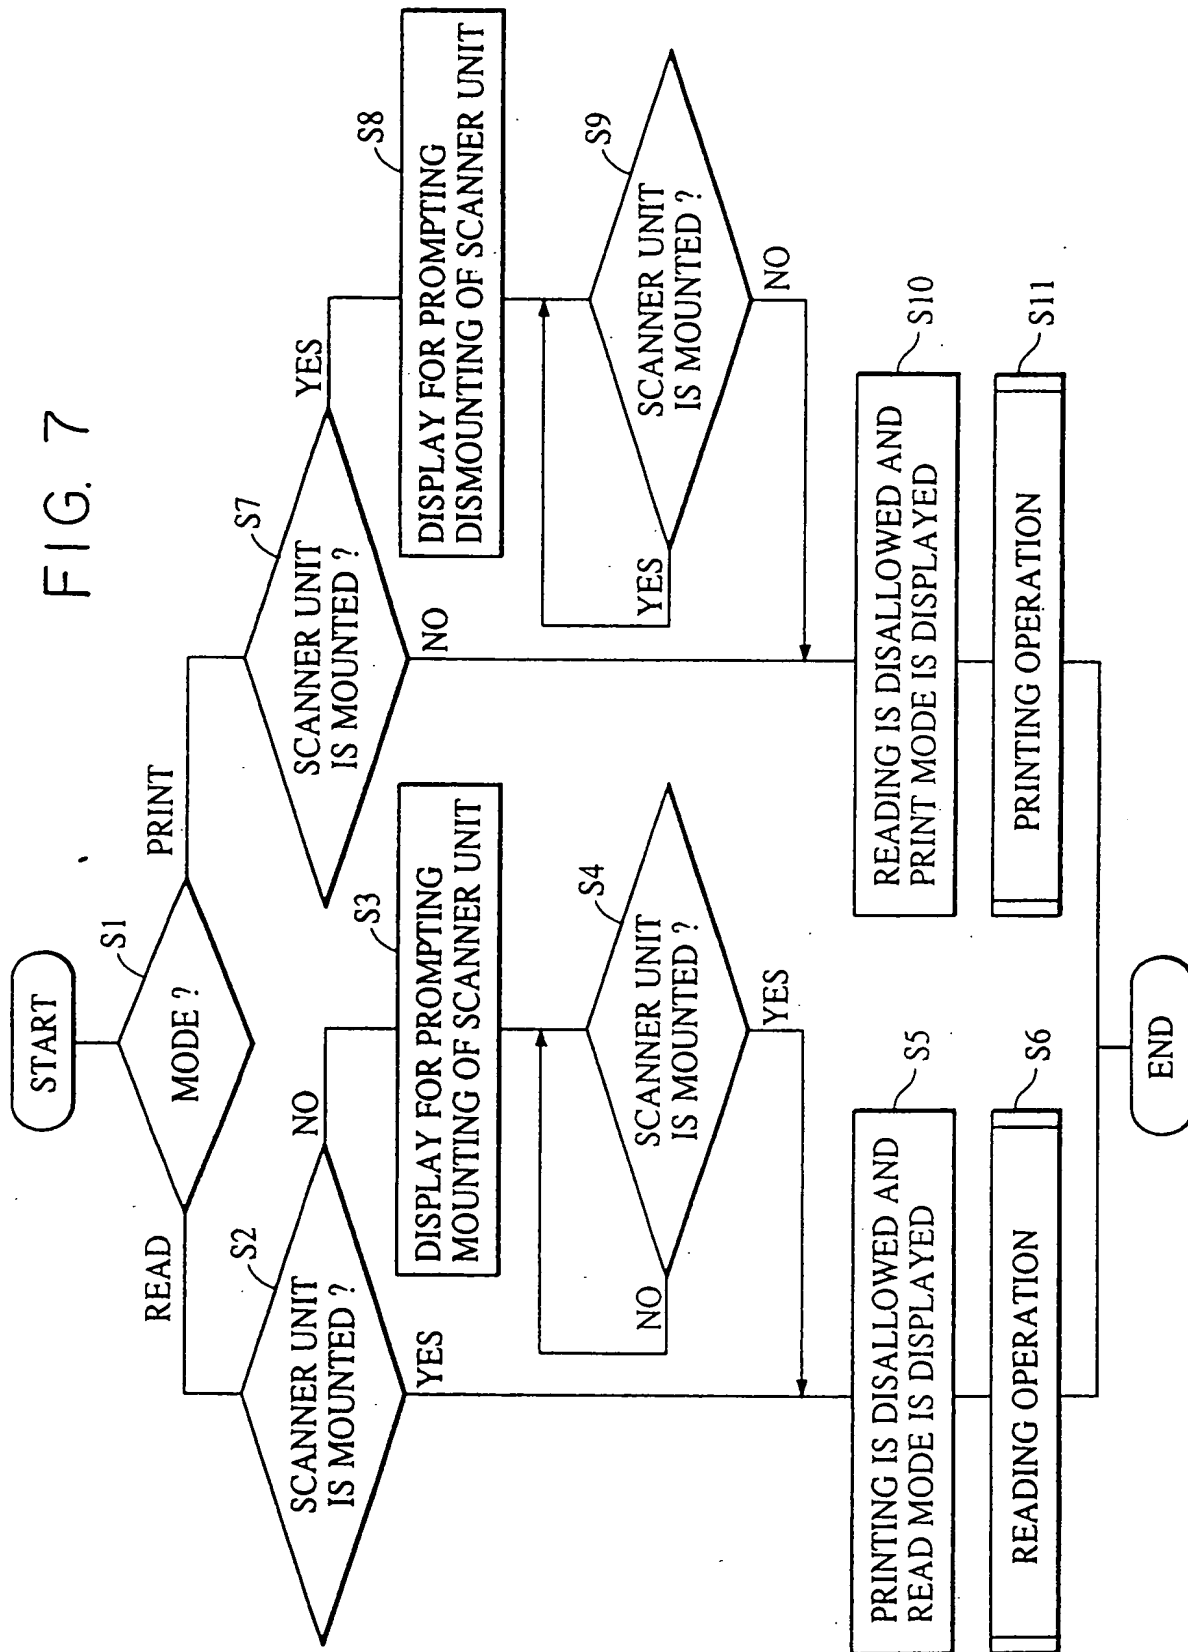 FIG. 7
START
S1
MODE ?
READ
PRINT
S2
SCANNER UNIT
IS MOUNTED ?
NO
YES
S3
DISPLAY FOR PROMPTING
MOUNTING OF SCANNER UNIT
S4
SCANNER UNIT
IS MOUNTED ?
NO
YES
S5
PRINTING IS DISALLOWED AND
READ MODE IS DISPLAYED
S6
READING OPERATION
S7
SCANNER UNIT
IS MOUNTED ?
YES
NO
S8
DISPLAY FOR PROMPTING
DISMOUNTING OF SCANNER UNIT
S9
SCANNER UNIT
IS MOUNTED ?
YES
NO
S10
READING IS DISALLOWED AND
PRINT MODE IS DISPLAYED
S11
PRINTING OPERATION
END